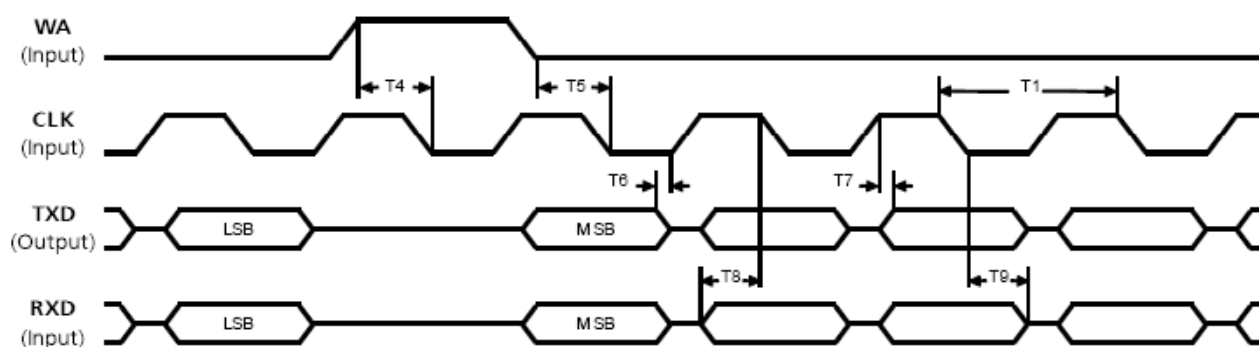 WA
(Input)
T4
T5
T1
CLK
(Input)
T6
T7
TXD
(Output)
LSB
MSB
T8
T9
RXD
(Input)
LSB
MSB